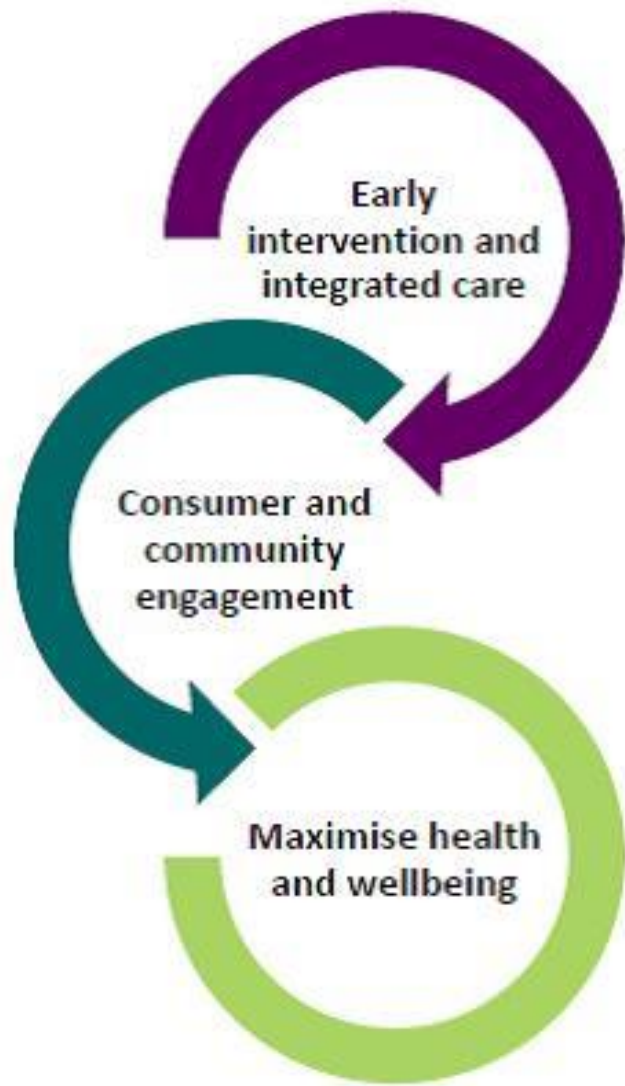 Early
intervention and
integrated care
Consumer and
community
engagement
Maximise health
and wellbeing